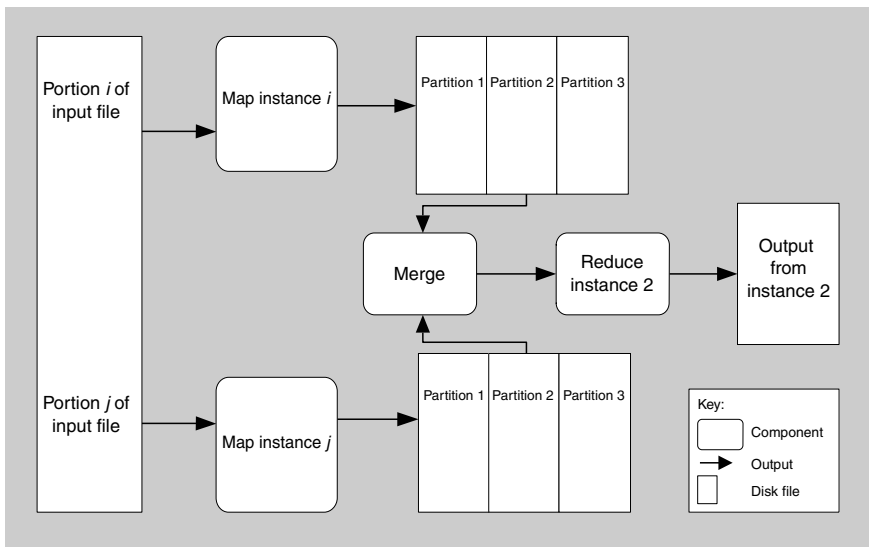 Portion i of
input file
Map instance i
Partition 1 Partition 2 Partition 3
Merge
Reduce
instance 2
Output
from
instance 2
Portion j of
input file
Map instance j
Partition 1 Partition 2 Partition 3
Key:
Component
Output
Disk file